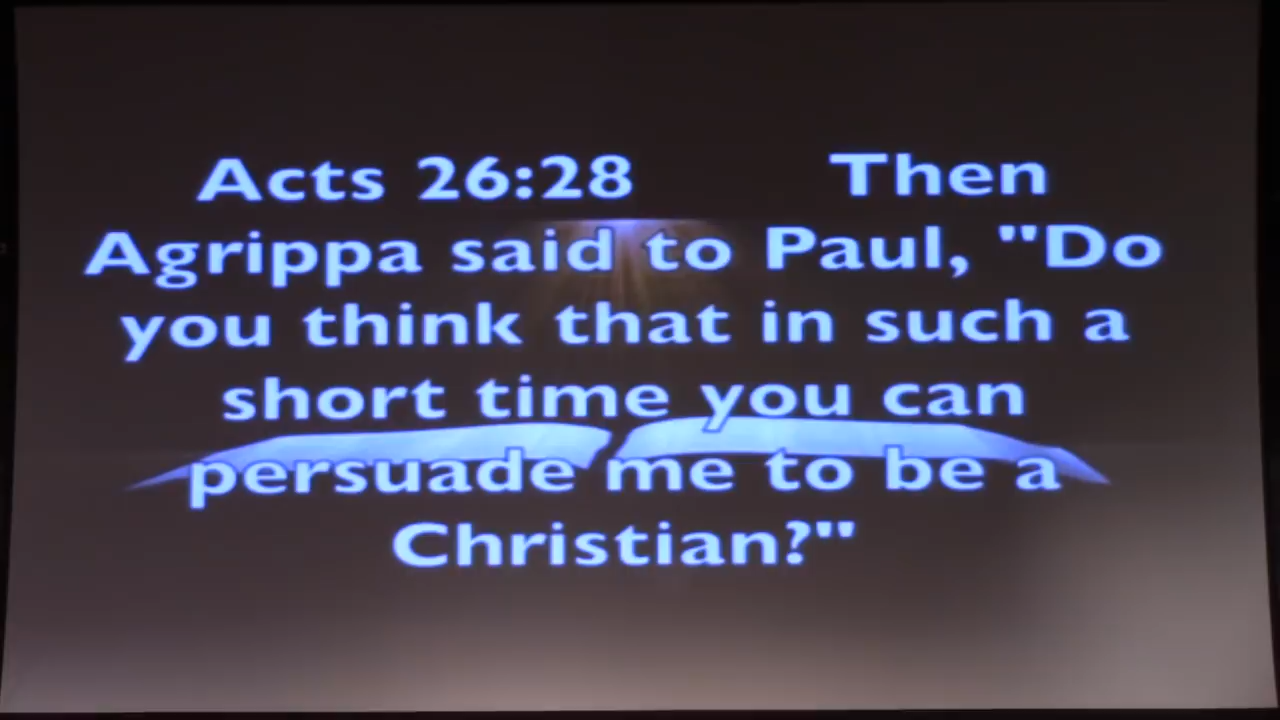 Acts 26:28 Then
Agrippa said to Paul, "Do
you think that in such a
short time you can
persuade me to be a
Christian?"